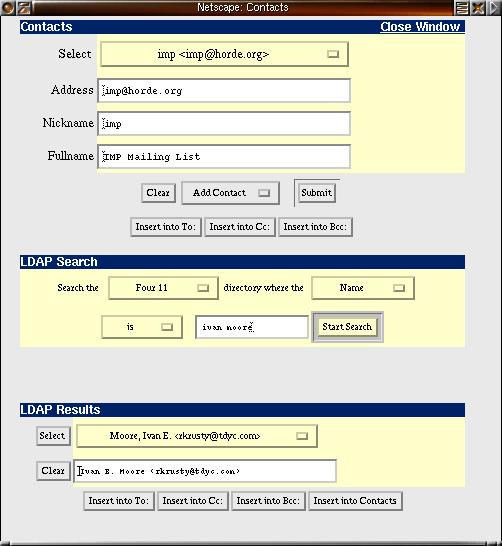 Netscape: Contacts
Contacts Close Window
Select imp <imp@horde.org>
Address imp@horde.org
Nickname imp
Fullname IMP Mailing List
Clear Add Contact Submit
Insert into To: Insert into Cc: Insert into Bcc:
LDAP Search
Search the Four 11 directory where the Name
is ivan moore Start Search
LDAP Results
Select Moore, Ivan E. <rkrusty@tdyc.com>
Clear Ivan E. Moore <rkrusty@tdyc.com>
Insert into To: Insert into Cc: Insert into Bcc: Insert into Contacts